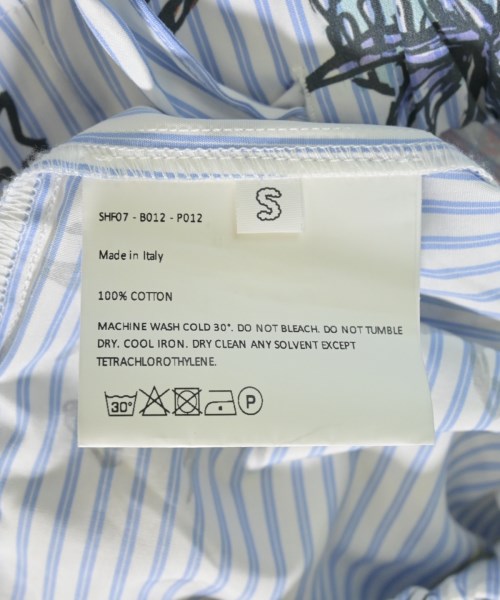 S
SHF07 - B012 - P012
Made in Italy
100% COTTON
MACHINE WASH COLD 30°. DO NOT BLEACH. DO NOT TUMBLE
DRY. COOL IRON. DRY CLEAN ANY SOLVENT EXCEPT
TETRACHLOROTHYLENE.
30° P